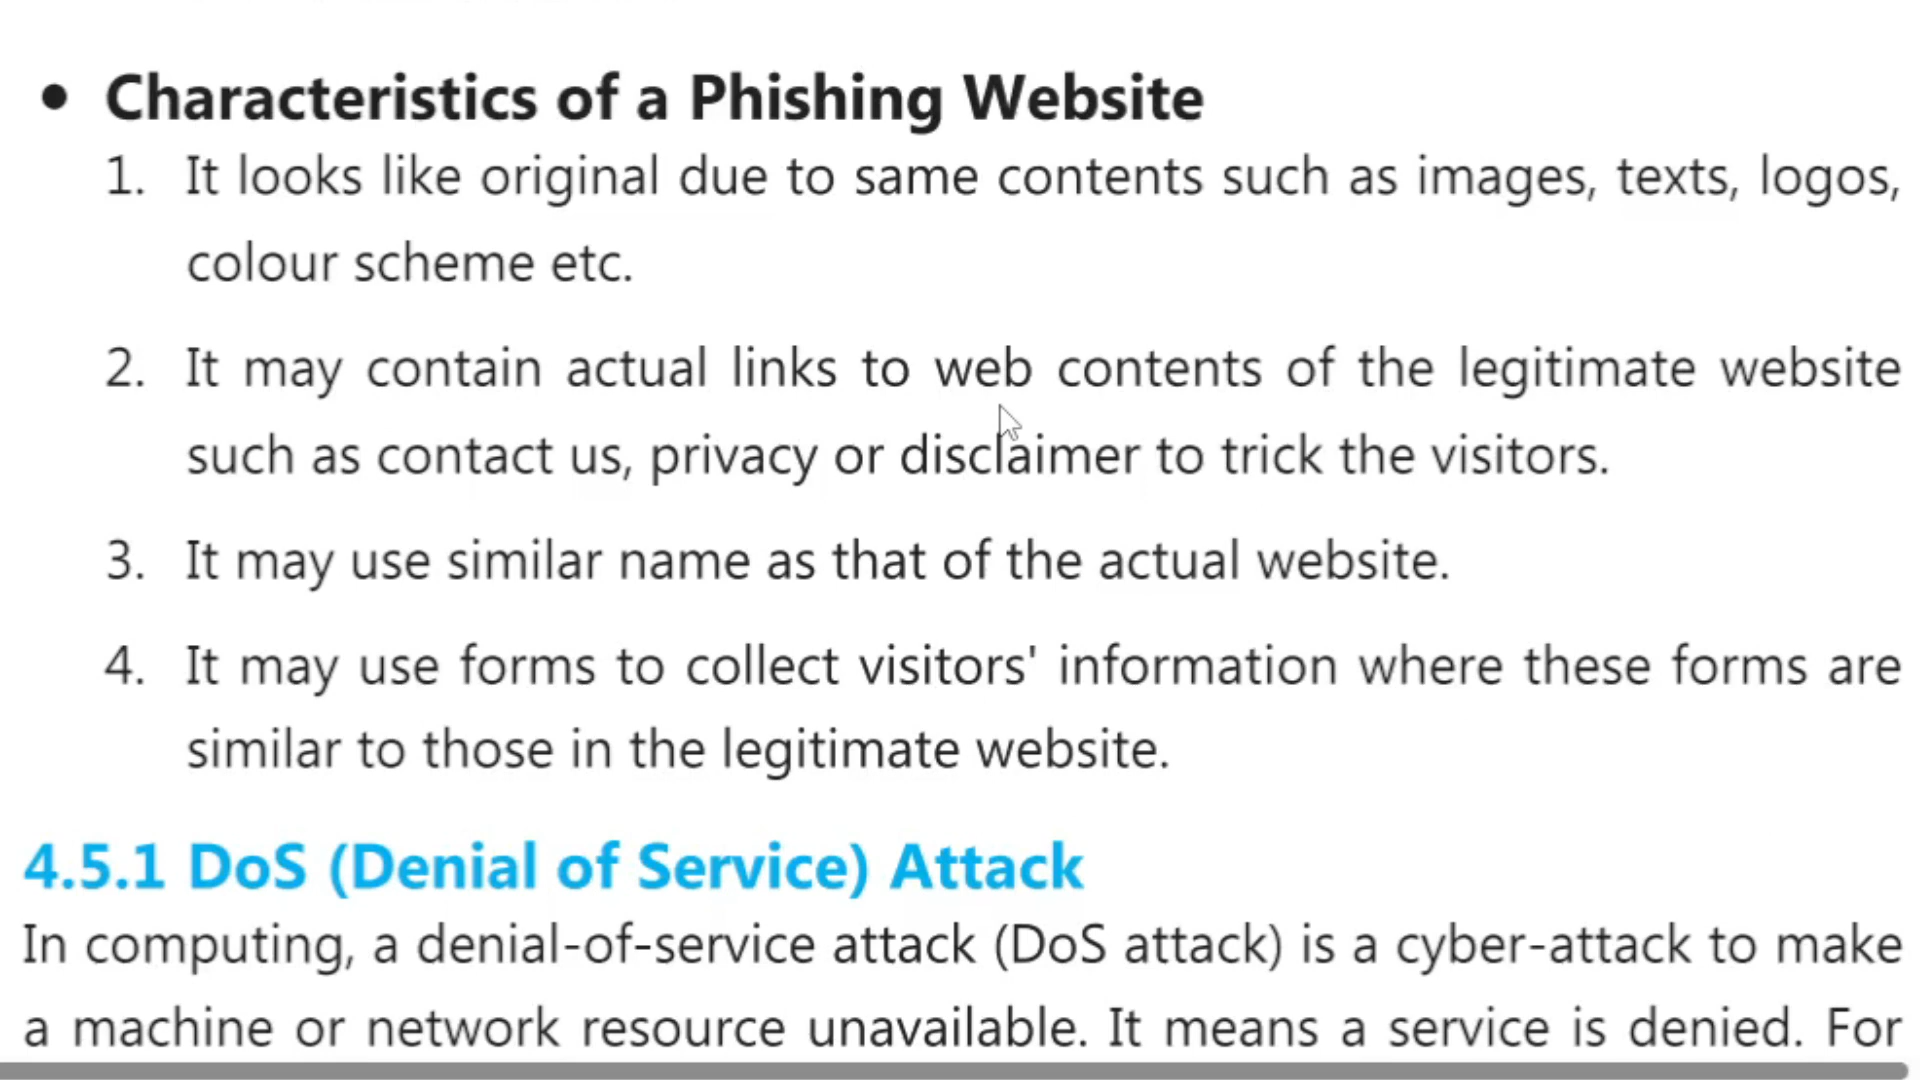 • Characteristics of a Phishing Website
1. It looks like original due to same contents such as images, texts, logos,
colour scheme etc.
2. It may contain actual links to web contents of the legitimate website
such as contact us, privacy or disclaimer to trick the visitors.
3. It may use similar name as that of the actual website.
4. It may use forms to collect visitors' information where these forms are
similar to those in the legitimate website.
4.5.1 DoS (Denial of Service) Attack
In computing, a denial-of-service attack (DoS attack) is a cyber-attack to make
a machine or network resource unavailable. It means a service is denied. For